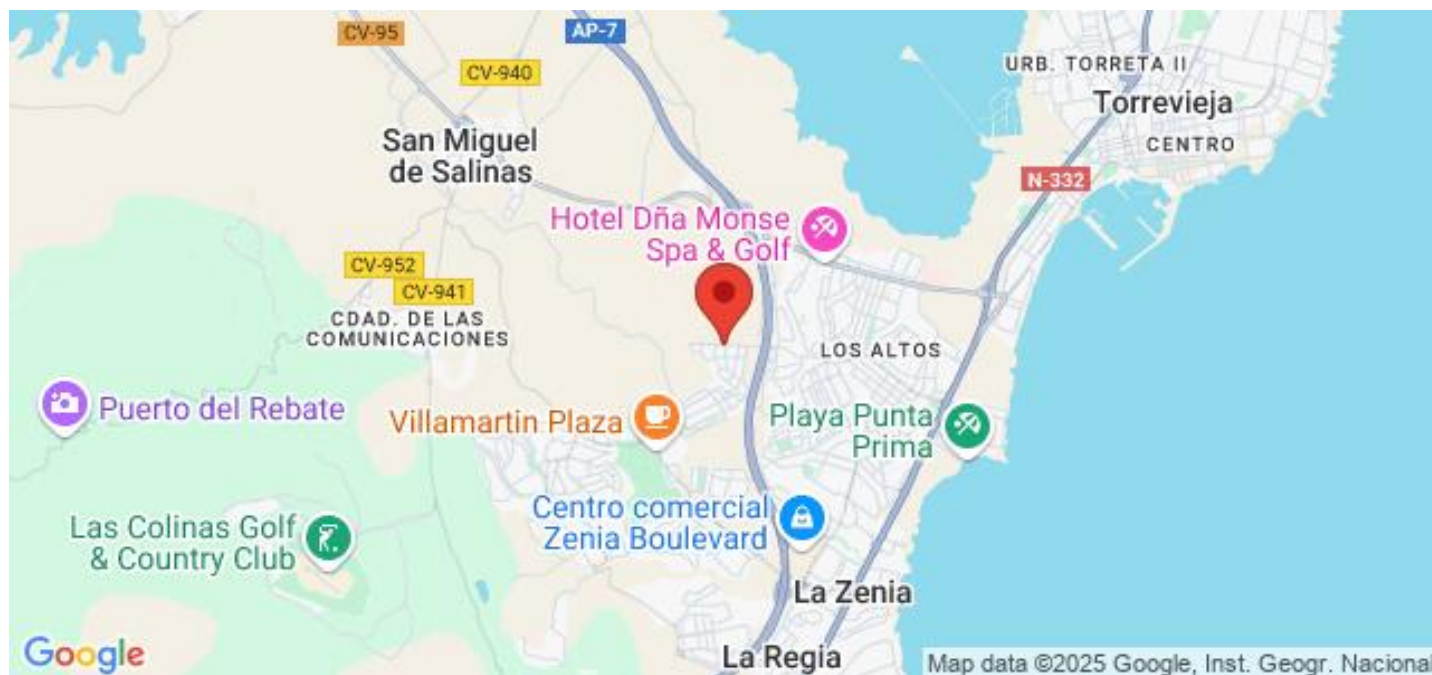 CV-95
AP-7
CV-940
URB. TORRETA II
Torrevieja
CENTRO
San Miguel
de Salinas
N-332
Hotel Dña Monse
Spa & Golf
CV-952
CV-941
CDAD. DE LAS
COMUNICACIONES
LOS ALTOS
Puerto del Rebate
Villamartin Plaza
Playa Punta
Prima
Centro comercial
Zenia Boulevard
Las Colinas Golf
& Country Club
La Zenia
La Regia
Google
Map data ©2025 Google, Inst. Geogr. Nacional